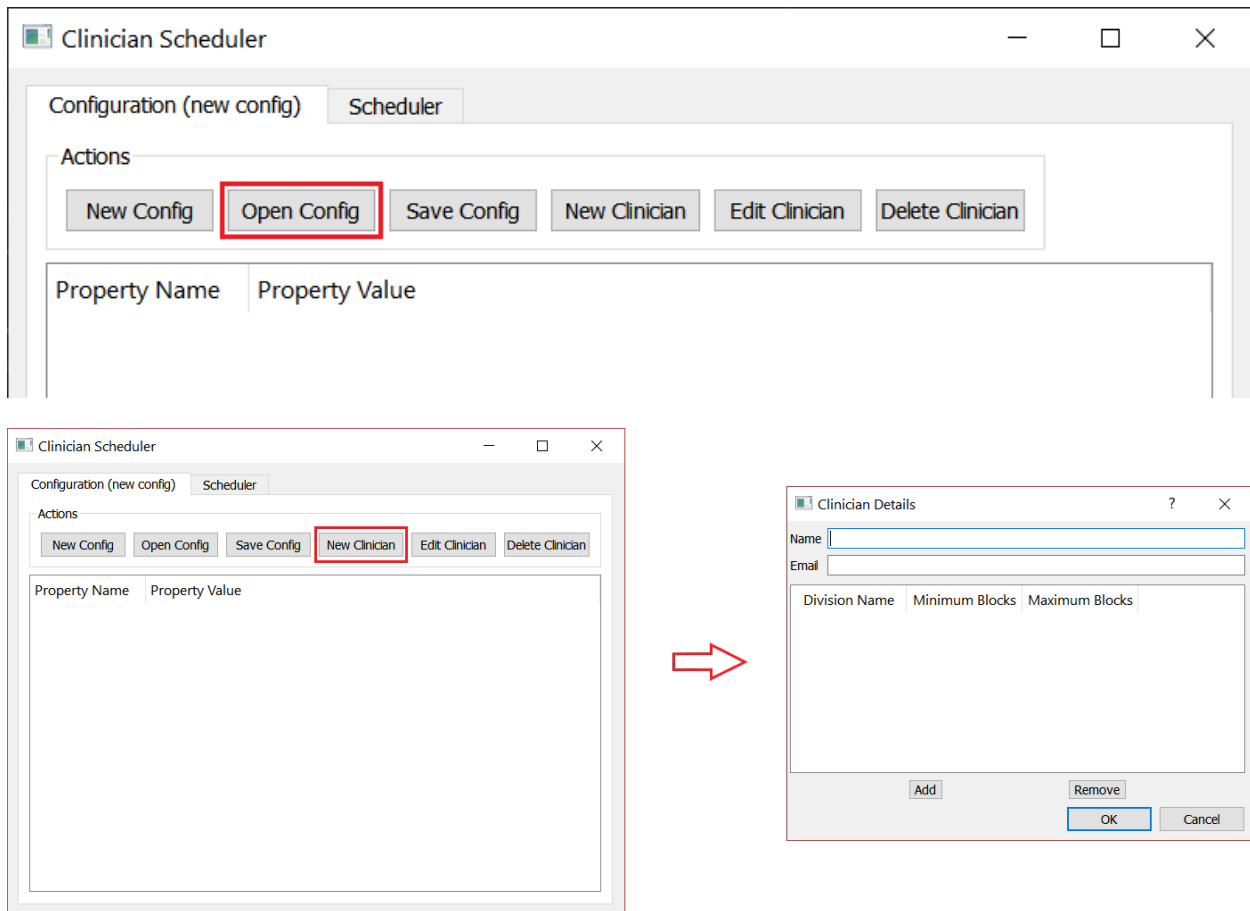 Clinician Scheduler
Configuration (new config) Scheduler
Actions
New Config Open Config Save Config New Clinician Edit Clinician Delete Clinician
Property Name Property Value
Clinician Scheduler
Configuration (new config) Scheduler
Actions
New Config Open Config Save Config New Clinician Edit Clinician Delete Clinician
Property Name Property Value
Clinician Details ?
Name
Email
Division Name Minimum Blocks Maximum Blocks
Add Remove
OK Cancel